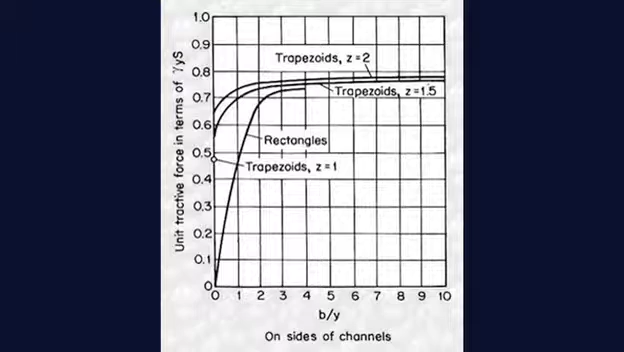 1.0
0.9
Trapezoids, z = 2
0.8
0.7
Trapezoids, z = 1.5
0.6
Rectangles
0.5
Trapezoids, z = 1
0.4
0.3
0.2
0.1
0
0 1 2 3 4 5 6 7 8 9 10
b/y
Unit tractive force in terms of γyS
On sides of channels